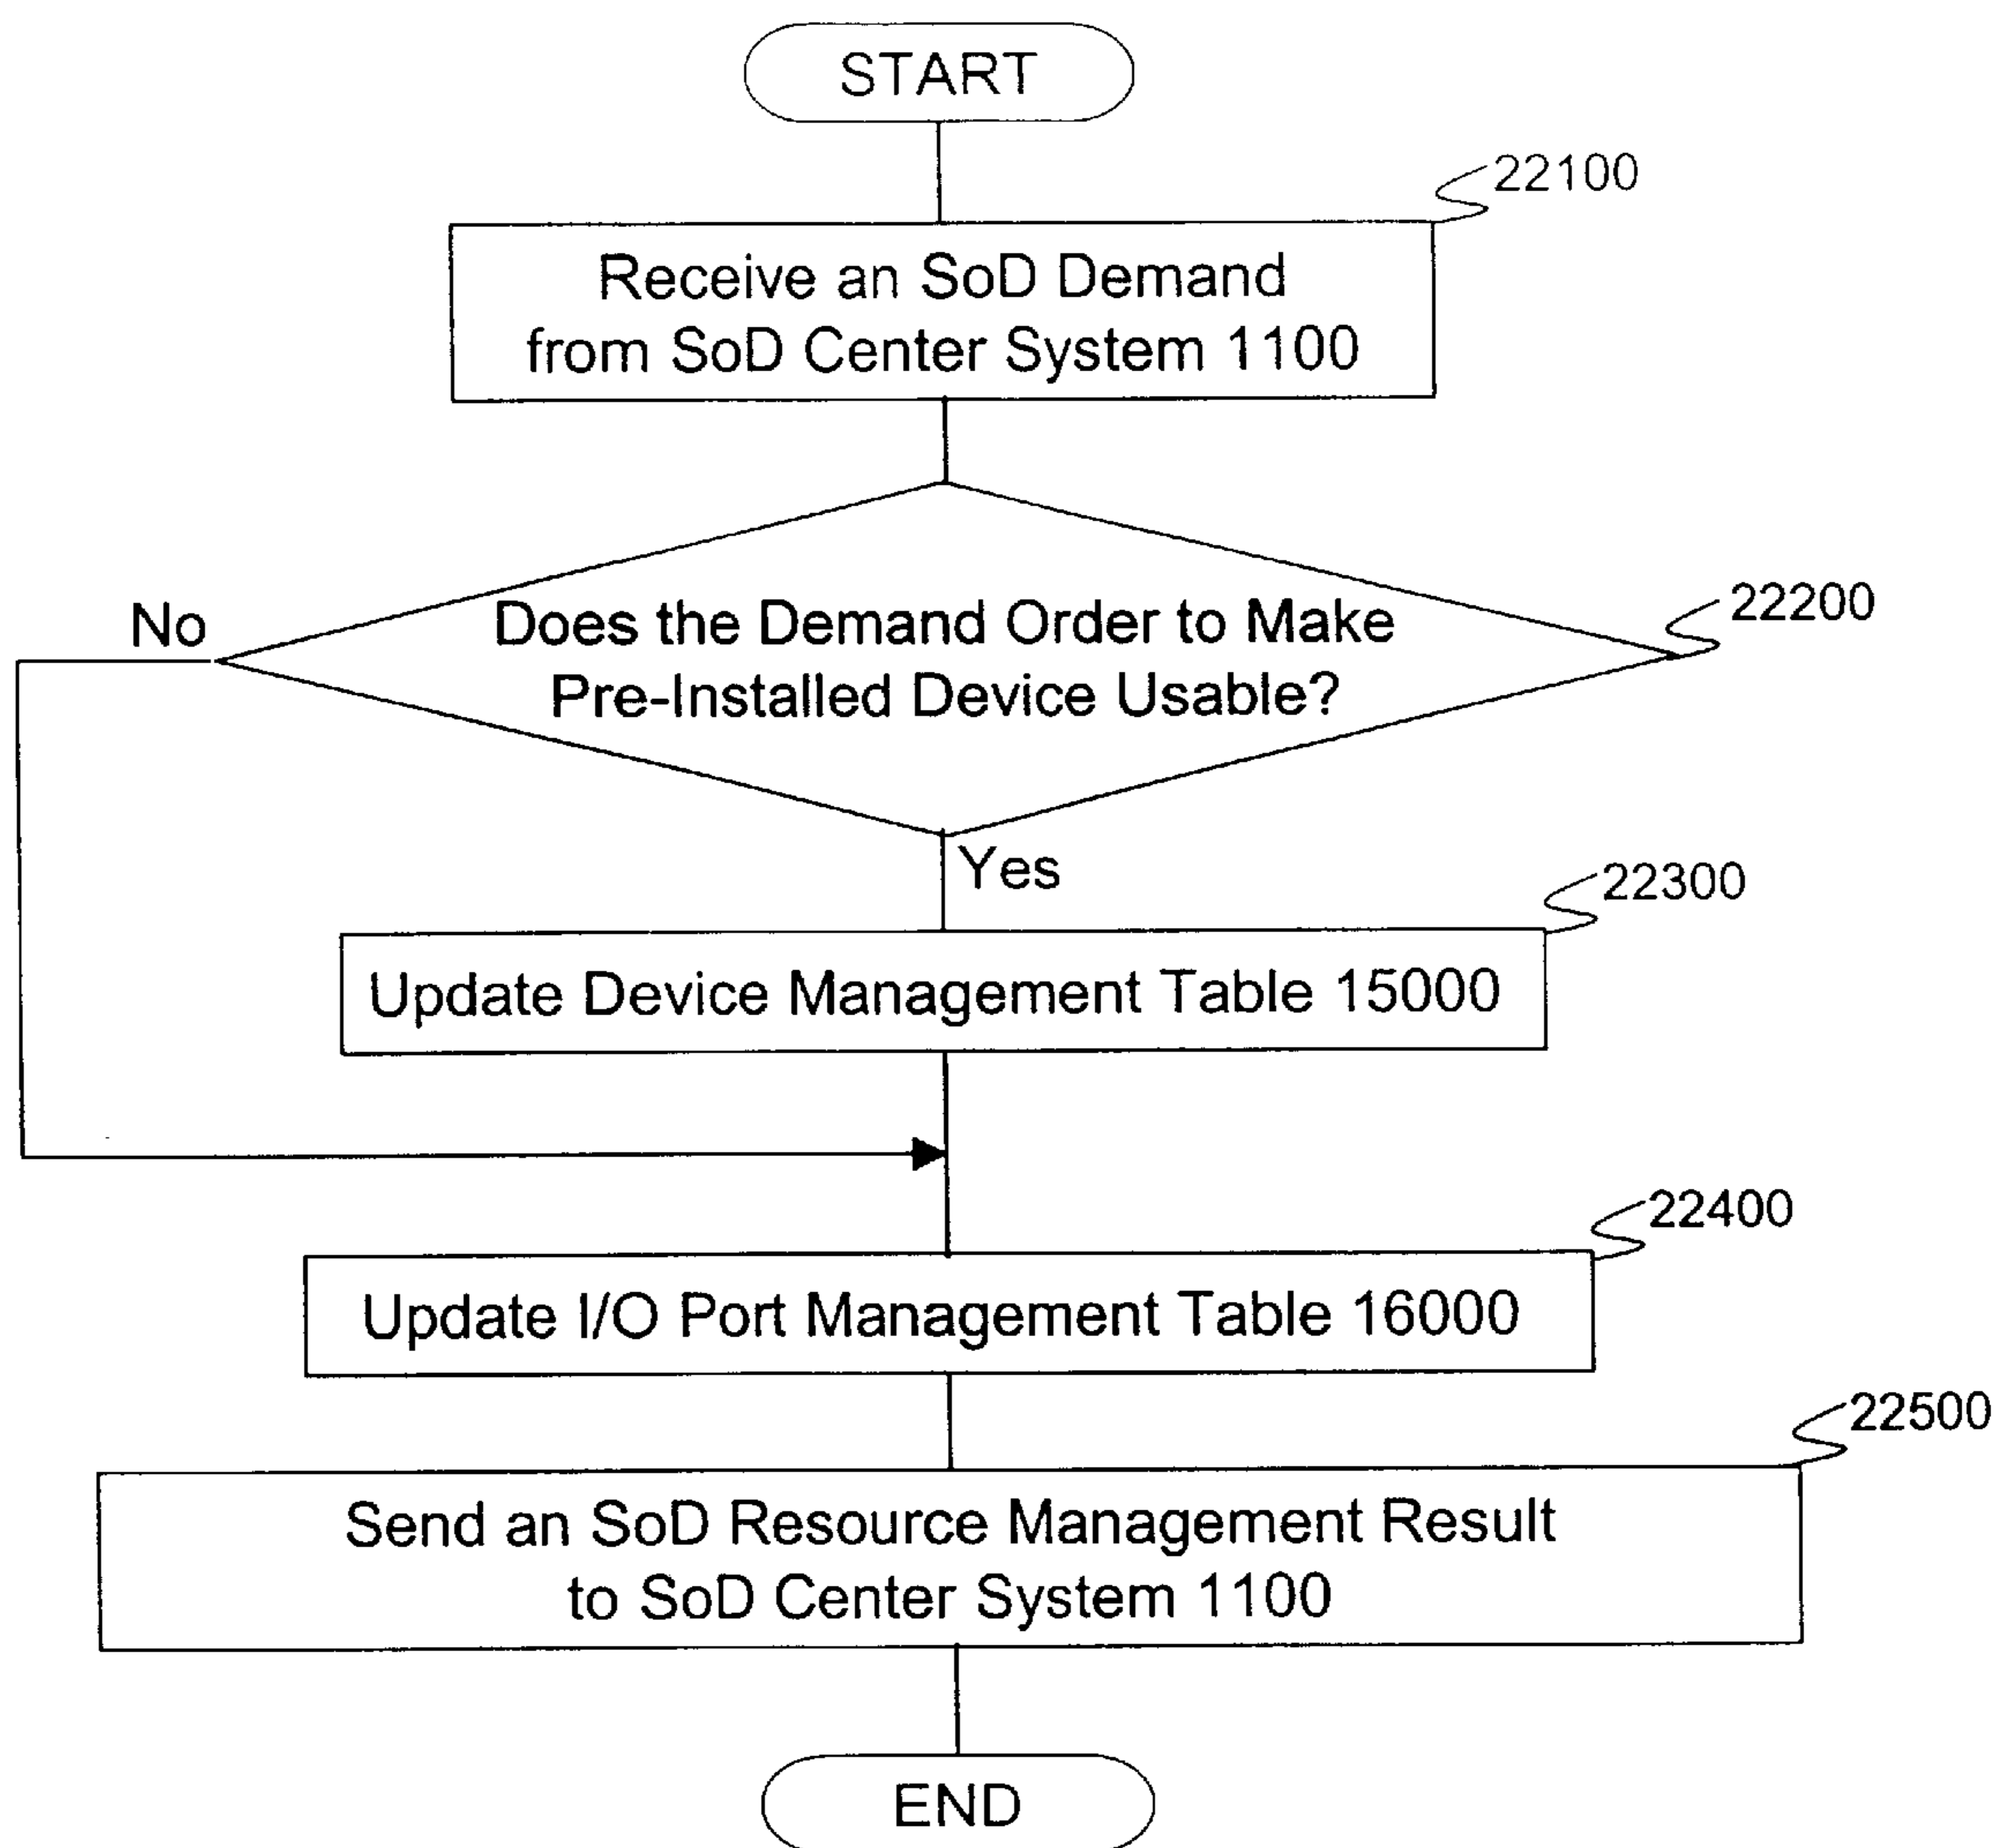 START
22100
Receive an SoD Demand
from SoD Center System 1100
22200
No
Does the Demand Order to Make
Pre-Installed Device Usable?
Yes
22300
Update Device Management Table 15000
22400
Update I/O Port Management Table 16000
22500
Send an SoD Resource Management Result
to SoD Center System 1100
END